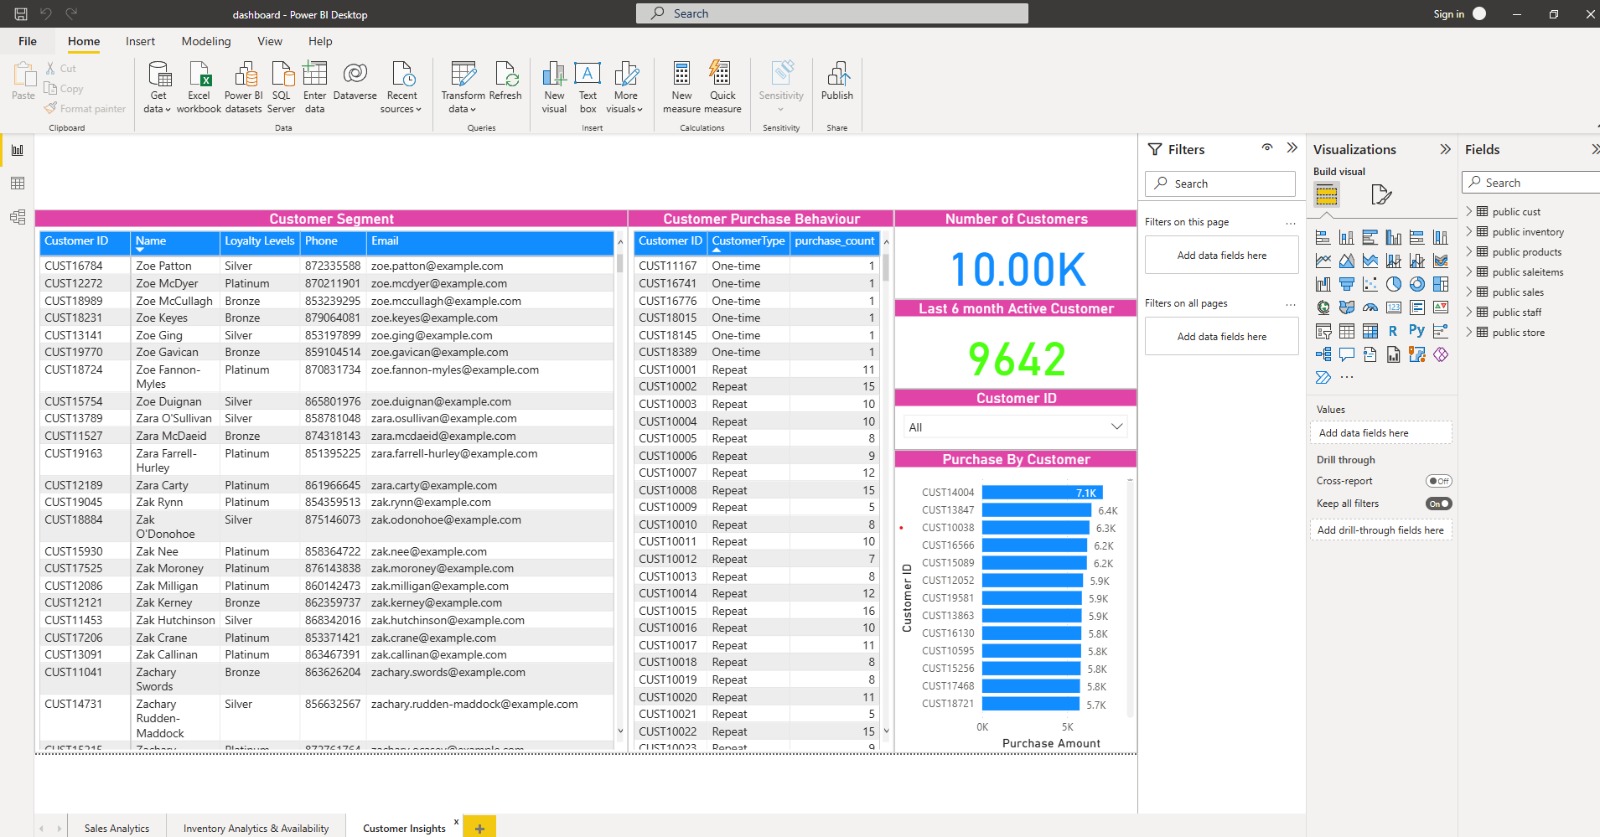 dashboard - Power BI Desktop
Search
Sign in
File
Home
Insert
Modeling
View
Help
Paste
Cut
Copy
Format painter
Clipboard
Get data
Excel workbook
Power BI datasets
SQL Server
Enter data
Dataverse
Recent sources
Data
Transform data
Refresh
Queries
New visual
Text box
More visuals
Insert
New measure
Quick measure
Calculations
Sensitivity
Sensitivity
Publish
Share
Customer Segment
Customer ID Name Loyalty Levels Phone Email
CUST16784 Zoe Patton Silver 872335588 zoe.patton@example.com
CUST12272 Zoe McDyer Platinum 870211901 zoe.mcdyer@example.com
CUST18989 Zoe McCullagh Bronze 853239295 zoe.mccullagh@example.com
CUST18231 Zoe Keyes Bronze 879064081 zoe.keyes@example.com
CUST13141 Zoe Ging Silver 853197899 zoe.ging@example.com
CUST19770 Zoe Gavican Bronze 859104514 zoe.gavican@example.com
CUST18724 Zoe Fannon-Myles Platinum 870831734 zoe.fannon-myles@example.com
CUST15754 Zoe Duignan Silver 865801976 zoe.duignan@example.com
CUST13789 Zara O'Sullivan Silver 858781048 zara.osullivan@example.com
CUST11527 Zara McDaeid Bronze 874318143 zara.mcdaeid@example.com
CUST19163 Zara Farrell-Hurley Platinum 851395225 zara.farrell-hurley@example.com
CUST12189 Zara Carty Platinum 861966645 zara.carty@example.com
CUST19045 Zak Rynn Platinum 854359513 zak.rynn@example.com
CUST18884 Zak O'Donohoe Silver 875146073 zak.odonohoe@example.com
CUST15930 Zak Nee Platinum 858364722 zak.nee@example.com
CUST17525 Zak Moroney Platinum 876143838 zak.moroney@example.com
CUST12086 Zak Milligan Platinum 860142473 zak.milligan@example.com
CUST12121 Zak Kerney Bronze 862359737 zak.kerney@example.com
CUST11453 Zak Hutchinson Silver 868342016 zak.hutchinson@example.com
CUST17206 Zak Crane Platinum 853371421 zak.crane@example.com
CUST13091 Zak Callinan Platinum 863467391 zak.callinan@example.com
CUST11041 Zachary Swords Bronze 863626204 zachary.swords@example.com
CUST14731 Zachary Rudden-Maddock Silver 856632567 zachary.rudden-maddock@example.com
Customer Purchase Behaviour
Customer ID CustomerType purchase_count
CUST11167 One-time 1
CUST16741 One-time 1
CUST16776 One-time 1
CUST18015 One-time 1
CUST18145 One-time 1
CUST18389 One-time 1
CUST10001 Repeat 11
CUST10002 Repeat 15
CUST10003 Repeat 10
CUST10004 Repeat 10
CUST10005 Repeat 8
CUST10006 Repeat 9
CUST10007 Repeat 12
CUST10008 Repeat 15
CUST10009 Repeat 5
CUST10010 Repeat 8
CUST10011 Repeat 10
CUST10012 Repeat 7
CUST10013 Repeat 8
CUST10014 Repeat 12
CUST10015 Repeat 16
CUST10016 Repeat 10
CUST10017 Repeat 11
CUST10018 Repeat 8
CUST10019 Repeat 8
CUST10020 Repeat 11
CUST10021 Repeat 5
CUST10022 Repeat 15
CUST10023 Repeat 9
Number of Customers
10.00K
Last 6 month Active Customer
9642
Customer ID
All
Purchase By Customer
Customer ID
CUST14004 7.1K
CUST13847 6.4K
CUST10038 6.3K
CUST16566 6.2K
CUST15089 6.2K
CUST12052 5.9K
CUST19581 5.9K
CUST13863 5.9K
CUST16130 5.8K
CUST10595 5.8K
CUST15256 5.8K
CUST17468 5.8K
CUST18721 5.7K
0K 5K
Purchase Amount
Filters
Search
Filters on this page ...
Add data fields here
Filters on all pages ...
Add data fields here
Visualizations
Build visual
123
R
Py
...
Values
Add data fields here
Drill through
Cross-report Off
Keep all filters On
Add drill-through fields here
Fields
Search
public cust
public inventory
public products
public saleitems
public sales
public staff
public store
Sales Analytics
Inventory Analytics & Availability
Customer Insights x
+